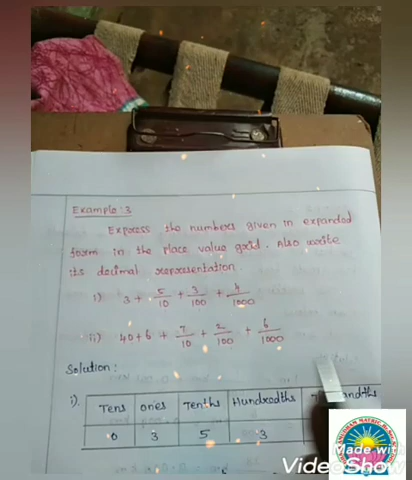 Example: 3
Express the numbers given in expanded
form in the place value grid. Also write
its decimal representation.
i) 3 + 5/10 + 3/100 + 4/1000
ii) 40 + 6 + 7/10 + 2/100 + 6/1000
Solution:
i). Tens ones Tenths Hundredths
0 3 5 3
Made with
VideoShow